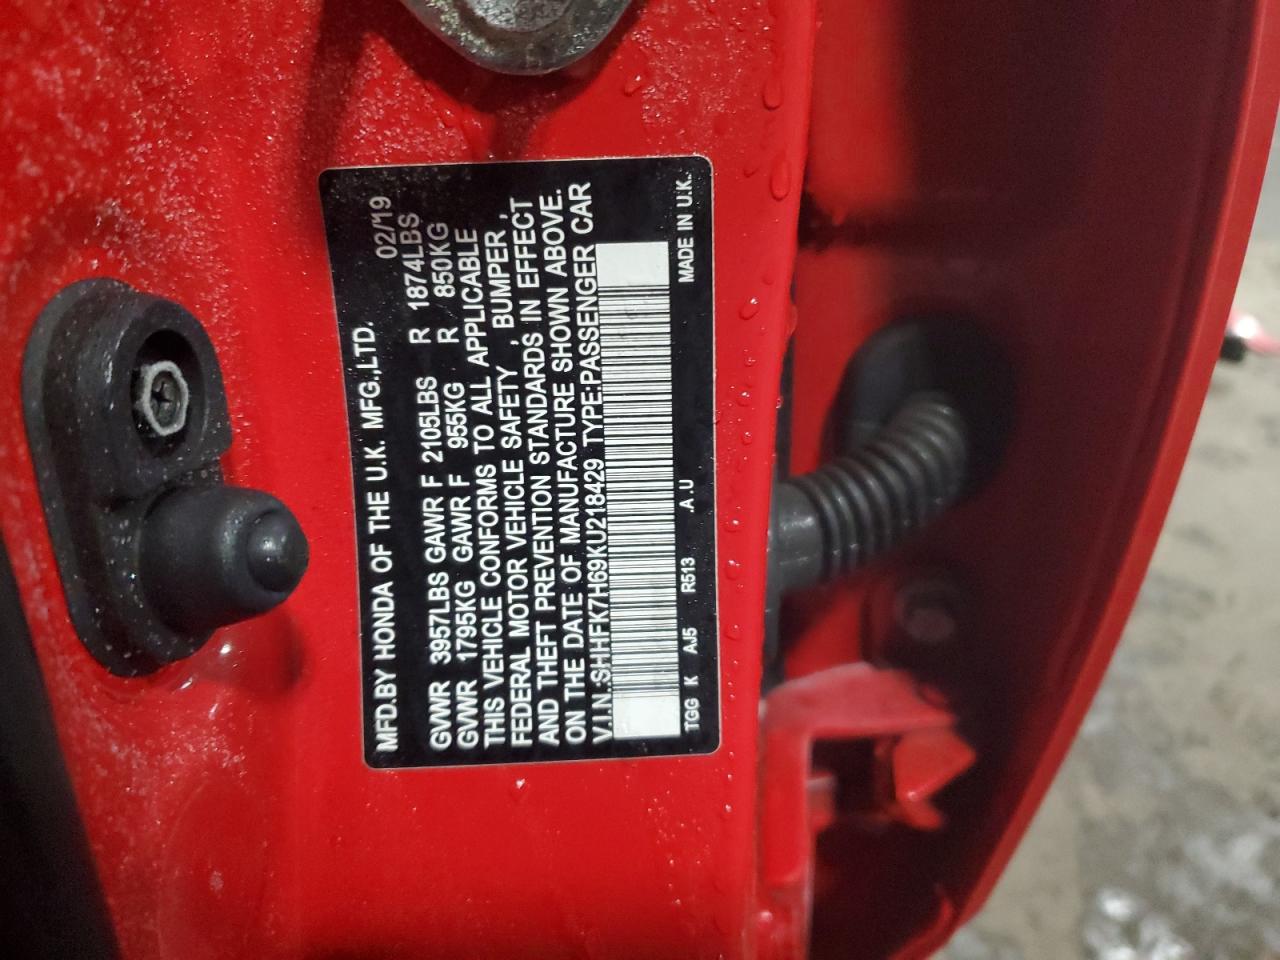 MFD.BY HONDA OF THE U.K. MFG.,LTD. 02/19
GVWR 3957LBS GAWR F 2105LBS R 1874LBS
GVWR 1795KG GAWR F 955KG R 850KG
THIS VEHICLE CONFORMS TO ALL APPLICABLE
FEDERAL MOTOR VEHICLE SAFETY , BUMPER ,
AND THEFT PREVENTION STANDARDS IN EFFECT
ON THE DATE OF MANUFACTURE SHOWN ABOVE.
V.I.N.:SHHFK7H69KU218429 TYPE:PASSENGER CAR
TGG K AJ5 R513 .A.U MADE IN U.K.